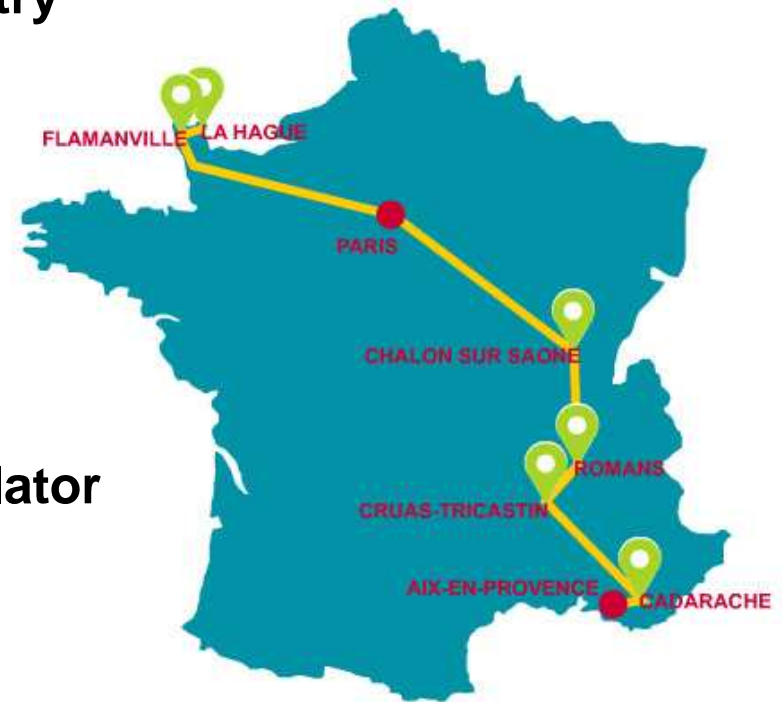 try
FLAMANVILLE
LA HAGUE
PARIS
CHALON SUR SAONE
ROMANS
lator
CRUAS-TRICASTIN
AIX-EN-PROVENCE
CADARACHE